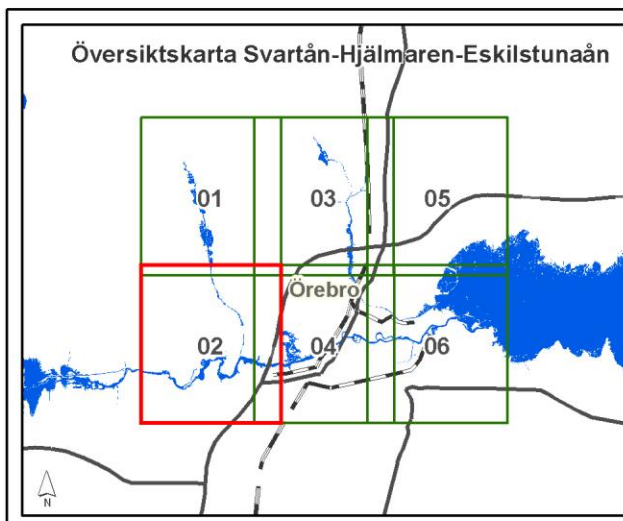 Översiktskarta Svartån-Hjälmaren-Eskilstunaån
01 03 05
Örebro
02 04 06
N